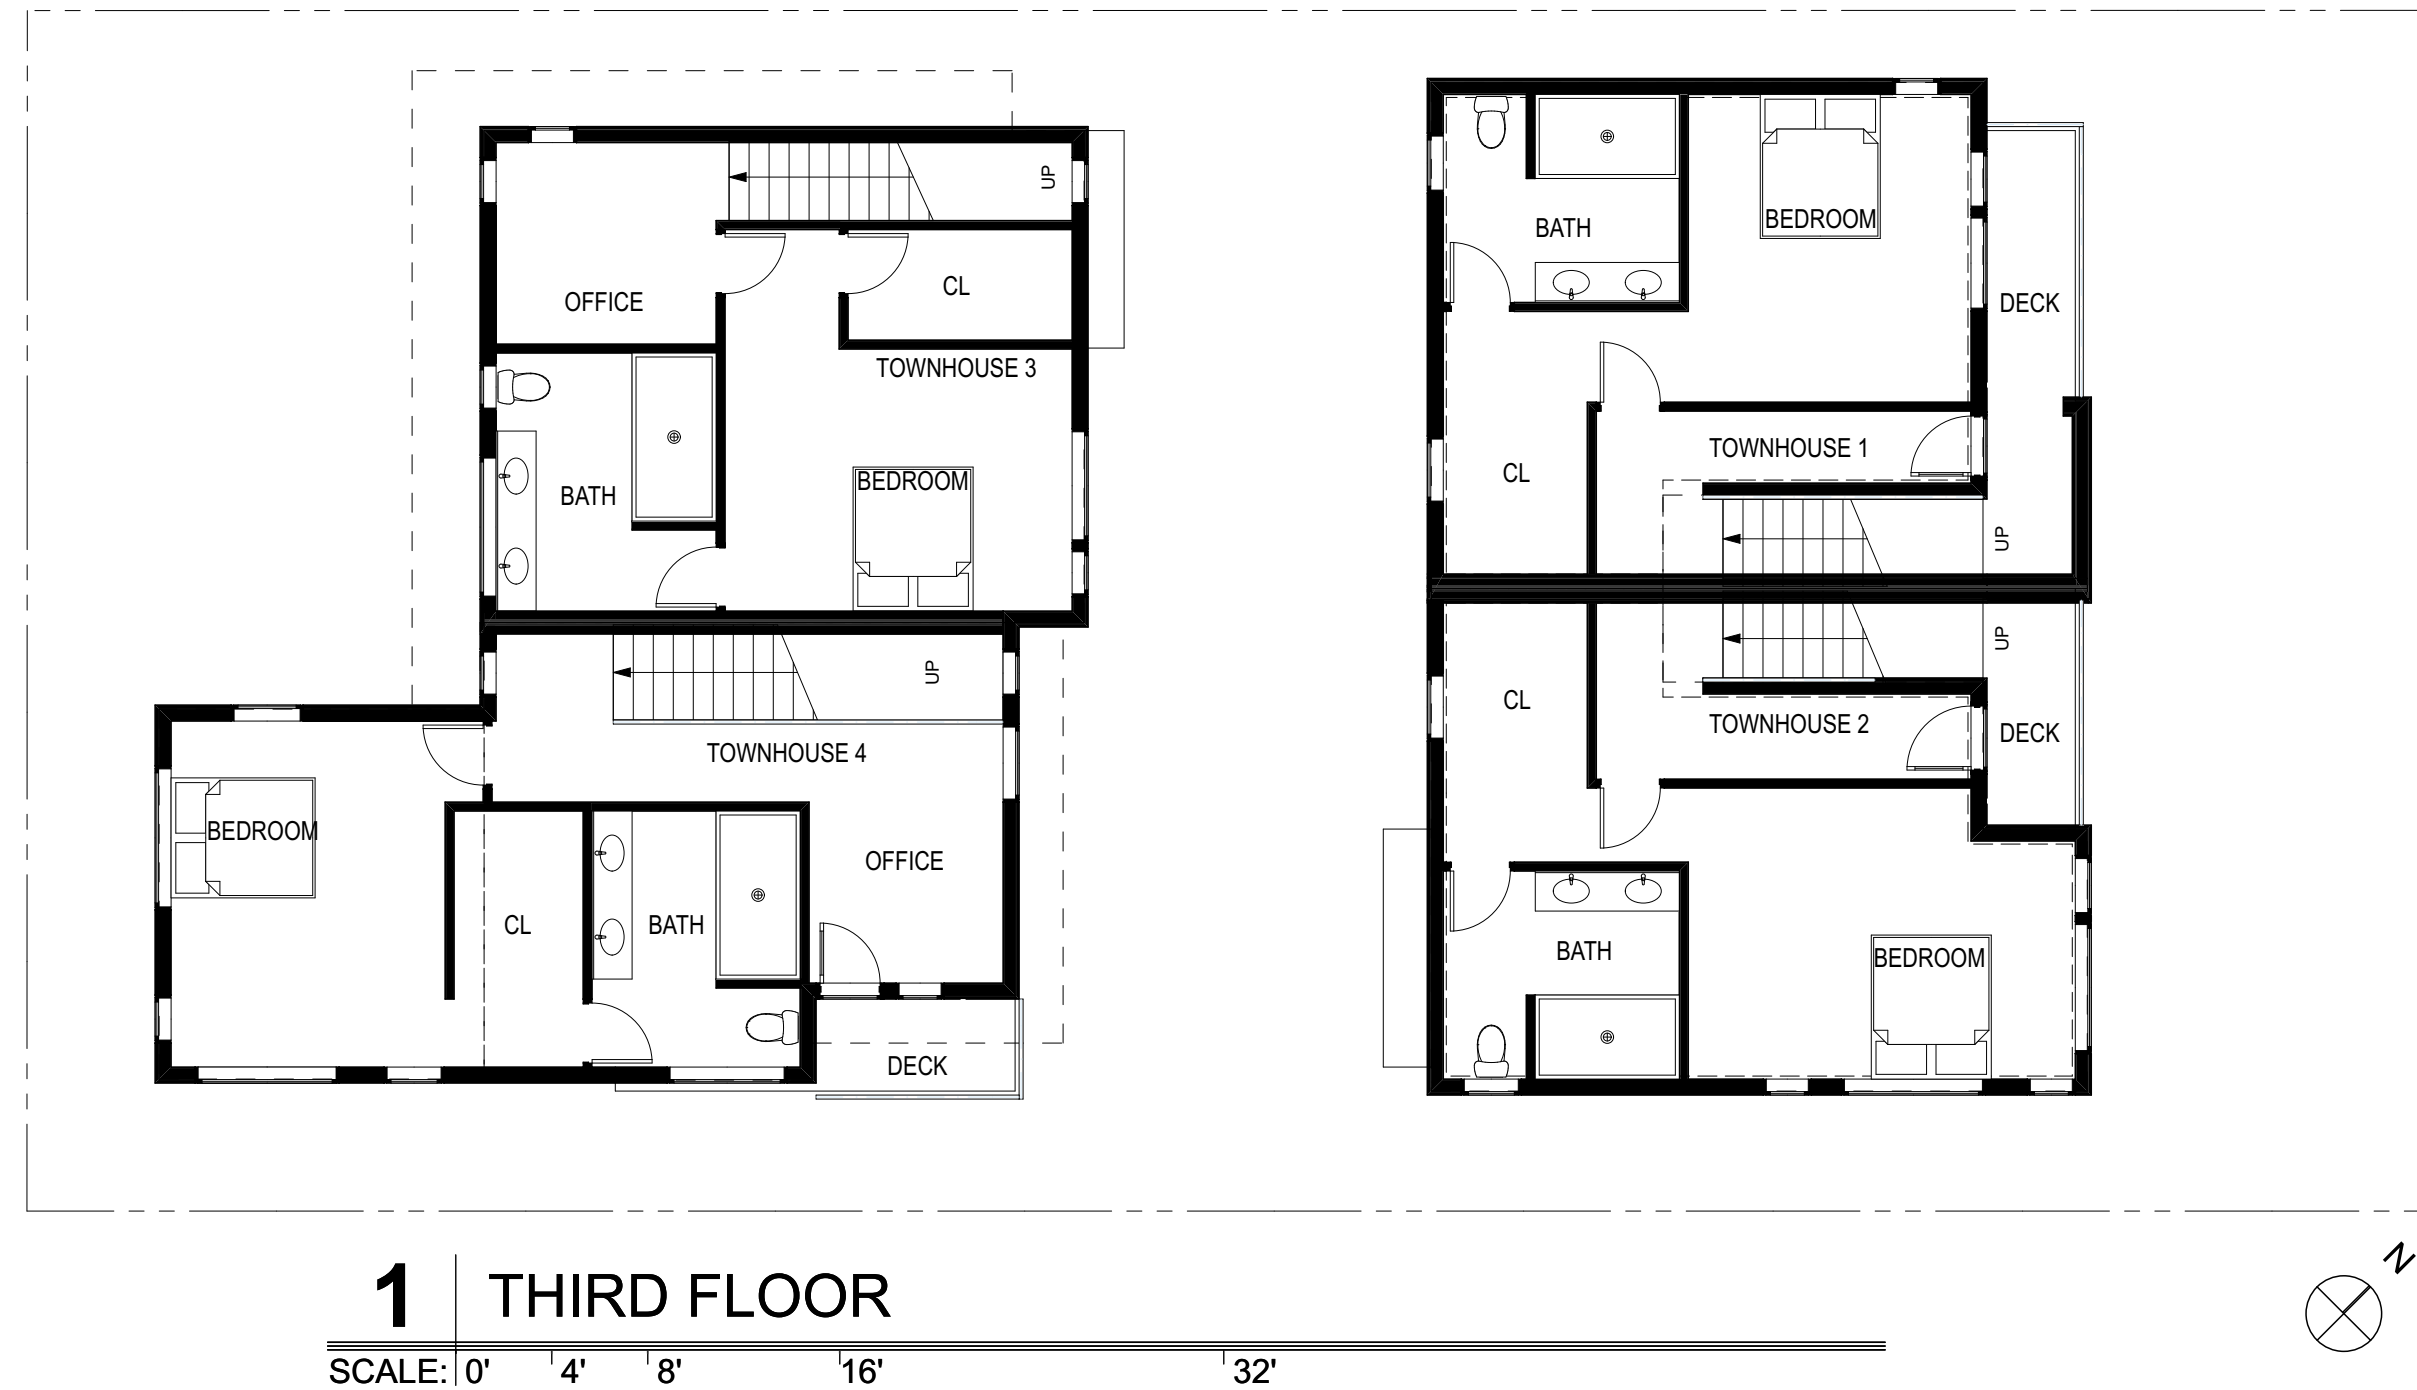 UP
OFFICE
CL
TOWNHOUSE 3
BEDROOM
BATH
UP
TOWNHOUSE 4
BEDROOM
OFFICE
CL
BATH
DECK
BEDROOM
BATH
DECK
TOWNHOUSE 1
CL
UP
UP
CL
TOWNHOUSE 2
DECK
BATH
BEDROOM
1 THIRD FLOOR
SCALE: 0' 4' 8' 16' 32'
N